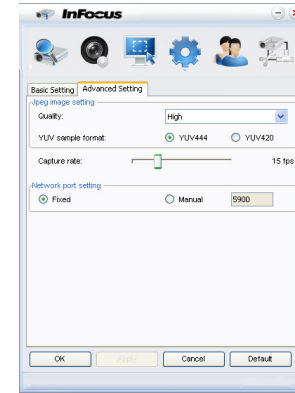 InFocus
Basic Setting Advanced Setting
Jpeg image setting
Quality: High
YUV sample format: YUV444 YUV420
Capture rate: 15 fps
Network port setting
Fixed Manual 5900
OK Apply Cancel Default